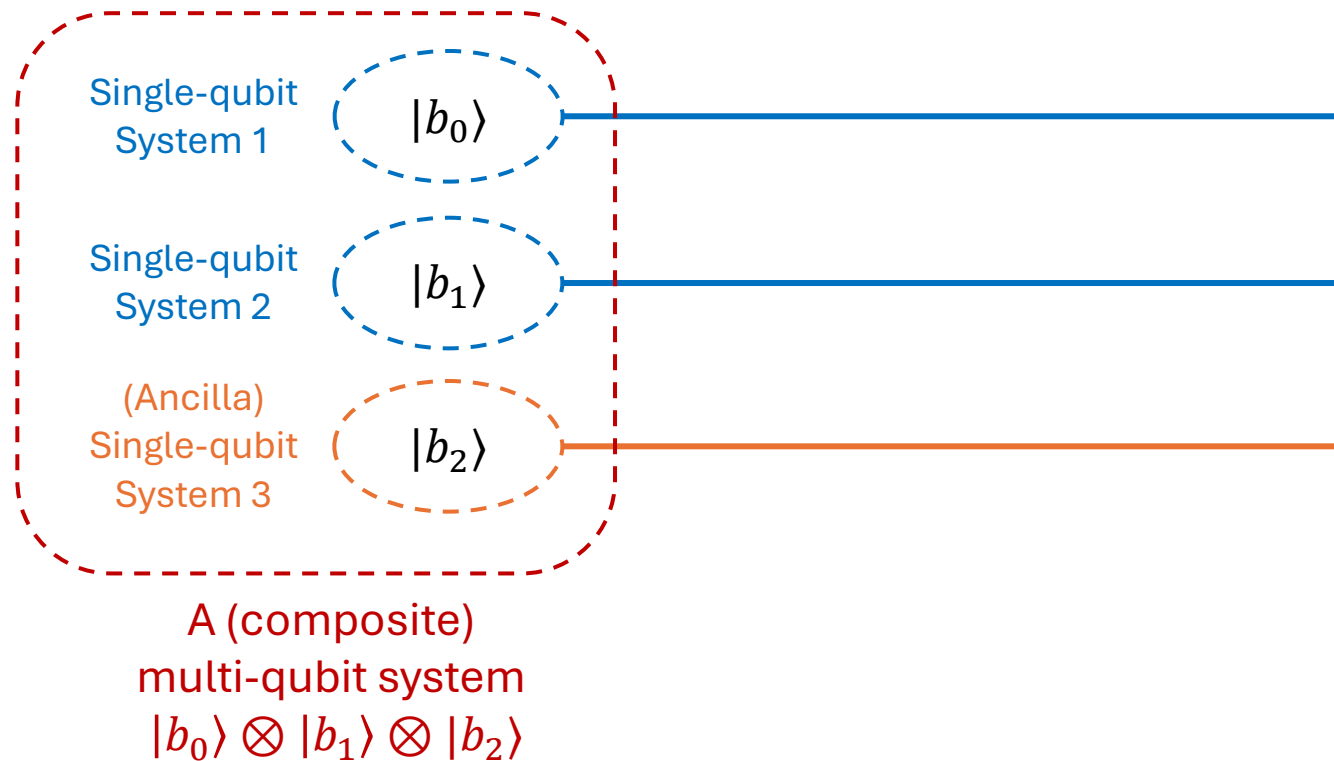 Single-qubit
System 1
|b₀⟩
Single-qubit
System 2
|b₁⟩
(Ancilla)
Single-qubit
System 3
|b₂⟩
A (composite)
multi-qubit system
|b₀⟩ ⊗ |b₁⟩ ⊗ |b₂⟩